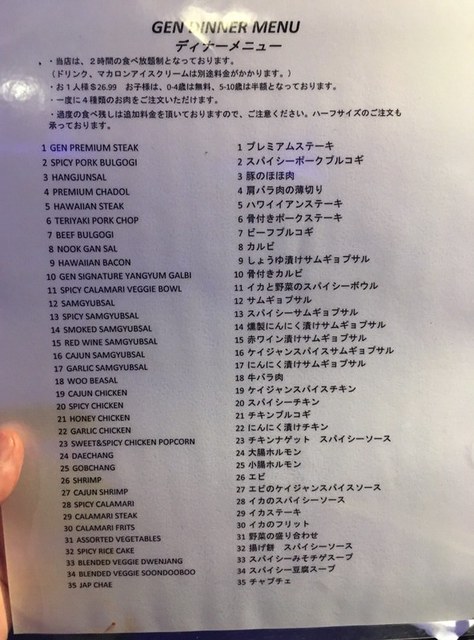 GEN DINNER MENU
ディナーメニュー
・当店は、２時間の食べ放題制となっております。
（ドリンク、マカロンアイスクリームは別途料金がかかります。）
・お１人様＄26.99　お子様は、0-4歳は無料、5-10歳は半額となっております。
・一度に４種類のお肉をご注文いただけます。
・過度の食べ残しは追加料金を頂いておりますので、ご注意ください。ハーフサイズのご注文も
承っております。
1 GEN PREMIUM STEAK
2 SPICY PORK BULGOGI
3 HANGJUNSAL
4 PREMIUM CHADOL
5 HAWAIIAN STEAK
6 TERIYAKI PORK CHOP
7 BEEF BULGOGI
8 NOOK GAN SAL
9 HAWAIIAN BACON
10 GEN SIGNATURE YANGYUM GALBI
11 SPICY CALAMARI VEGGIE BOWL
12 SAMGYUBSAL
13 SPICY SAMGYUBSAL
14 SMOKED SAMGYUBSAL
15 RED WINE SAMGYUBSAL
16 CAJUN SAMGYUBSAL
17 GARLIC SAMGYUBSAL
18 WOO BEASAL
19 CAJUN CHICKEN
20 SPICY CHICKEN
21 HONEY CHICKEN
22 GARLIC CHICKEN
23 SWEET&SPICY CHICKEN POPCORN
24 DAECHANG
25 GOBCHANG
26 SHRIMP
27 CAJUN SHRIMP
28 SPICY CALAMARI
29 CALAMARI STEAK
30 CALAMARI FRITS
31 ASSORTED VEGETABLES
32 SPICY RICE CAKE
33 BLENDED VEGGIE DWENJANG
34 BLENDED VEGGIE SOONDOOBOO
35 JAP CHAE
1 プレミアムステーキ
2 スパイシーポークプルコギ
3 豚のほほ肉
4 肩バラ肉の薄切り
5 ハワイイアンステーキ
6 骨付きポークステーキ
7 ビーフプルコギ
8 カルビ
9 しょうゆ漬けサムギョプサル
10 骨付きカルビ
11 イカと野菜のスパイシーボウル
12 サムギョプサル
13 スパイシーサムギョプサル
14 燻製にんにく漬けサムギョプサル
15 赤ワイン漬けサムギョプサル
16 ケイジャンスパイスサムギョプサル
17 にんにく漬けサムギョプサル
18 牛バラ肉
19 ケイジャンスパイスチキン
20 スパイシーチキン
21 チキンプルコギ
22 にんにく漬けチキン
23 チキンナゲット　スパイシーソース
24 大腸ホルモン
25 小腸ホルモン
26 エビ
27 エビのケイジャンスパイスソース
28 イカのスパイシーソース
29 イカステーキ
30 イカのフリット
31 野菜の盛り合わせ
32 揚げ餅　スパイシーソース
33 スパイシーみそチゲスープ
34 スパイシー豆腐スープ
35 チャプチェ